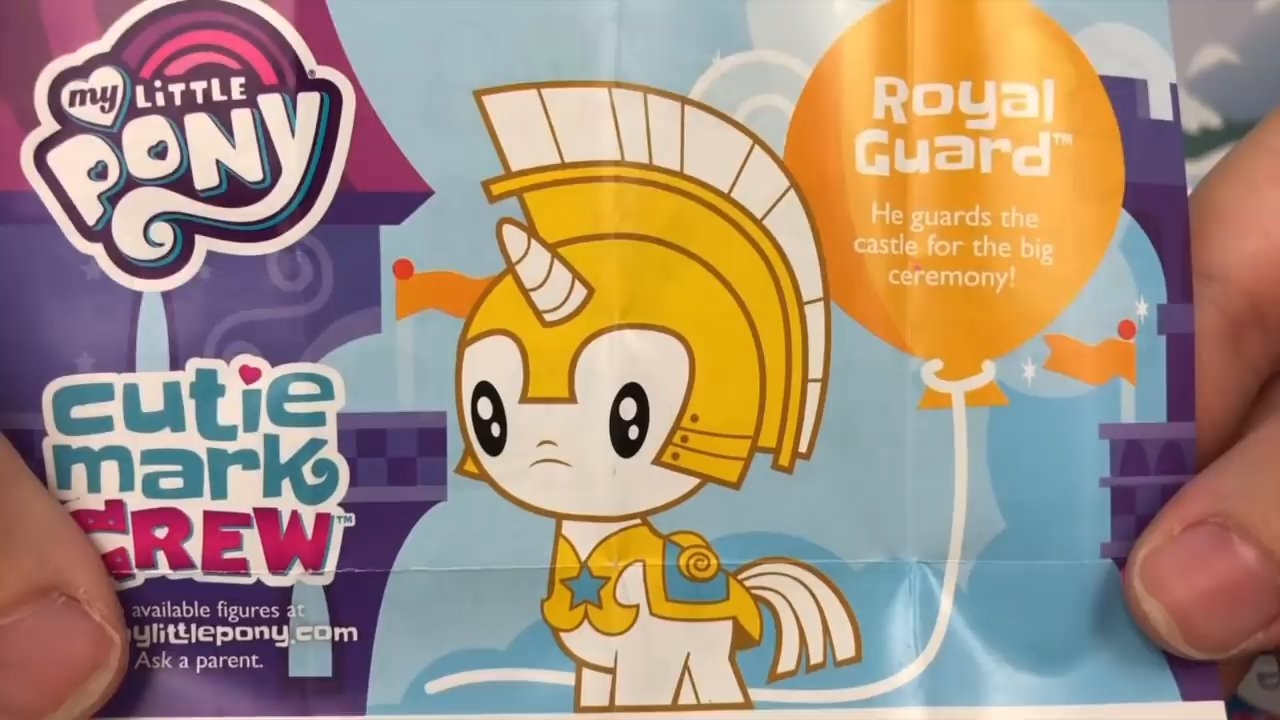 my LiTTLE
PONY
Royal
Guard™
He guards the
castle for the big
ceremony!
cutie
mark
CREW™
available figures at
ylittlepony.com
Ask a parent.